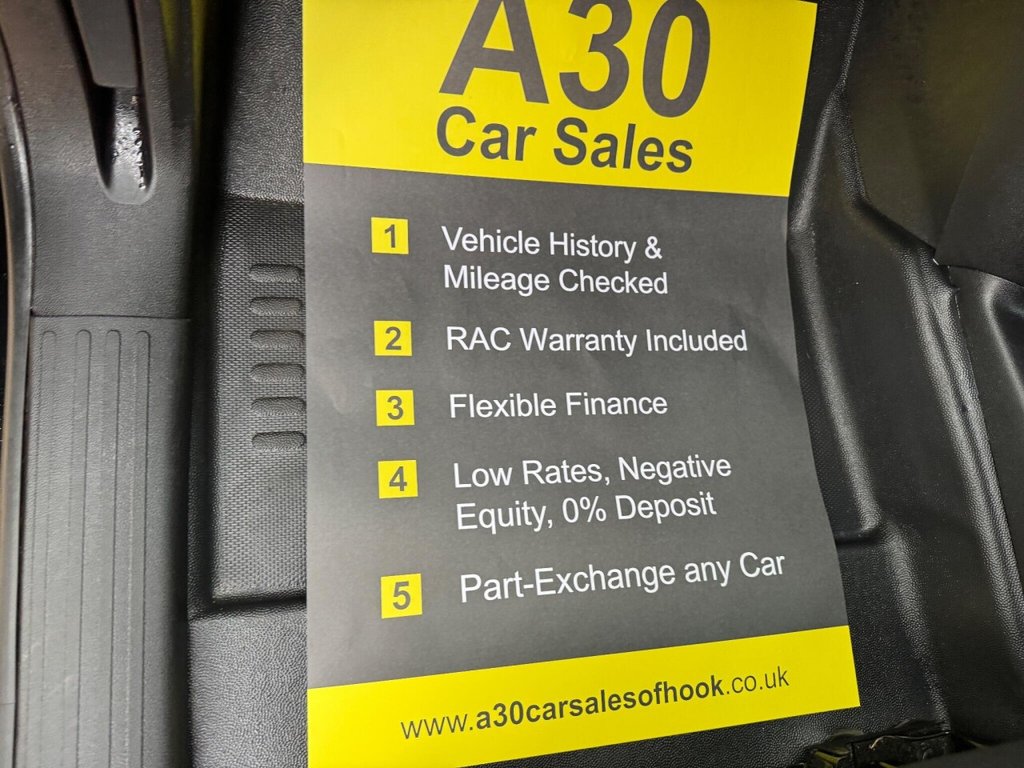 A30
Car Sales
1 Vehicle History &
Mileage Checked
2 RAC Warranty Included
3 Flexible Finance
4 Low Rates, Negative
Equity, 0% Deposit
5 Part-Exchange any Car
www.a30carsalesofhook.co.uk